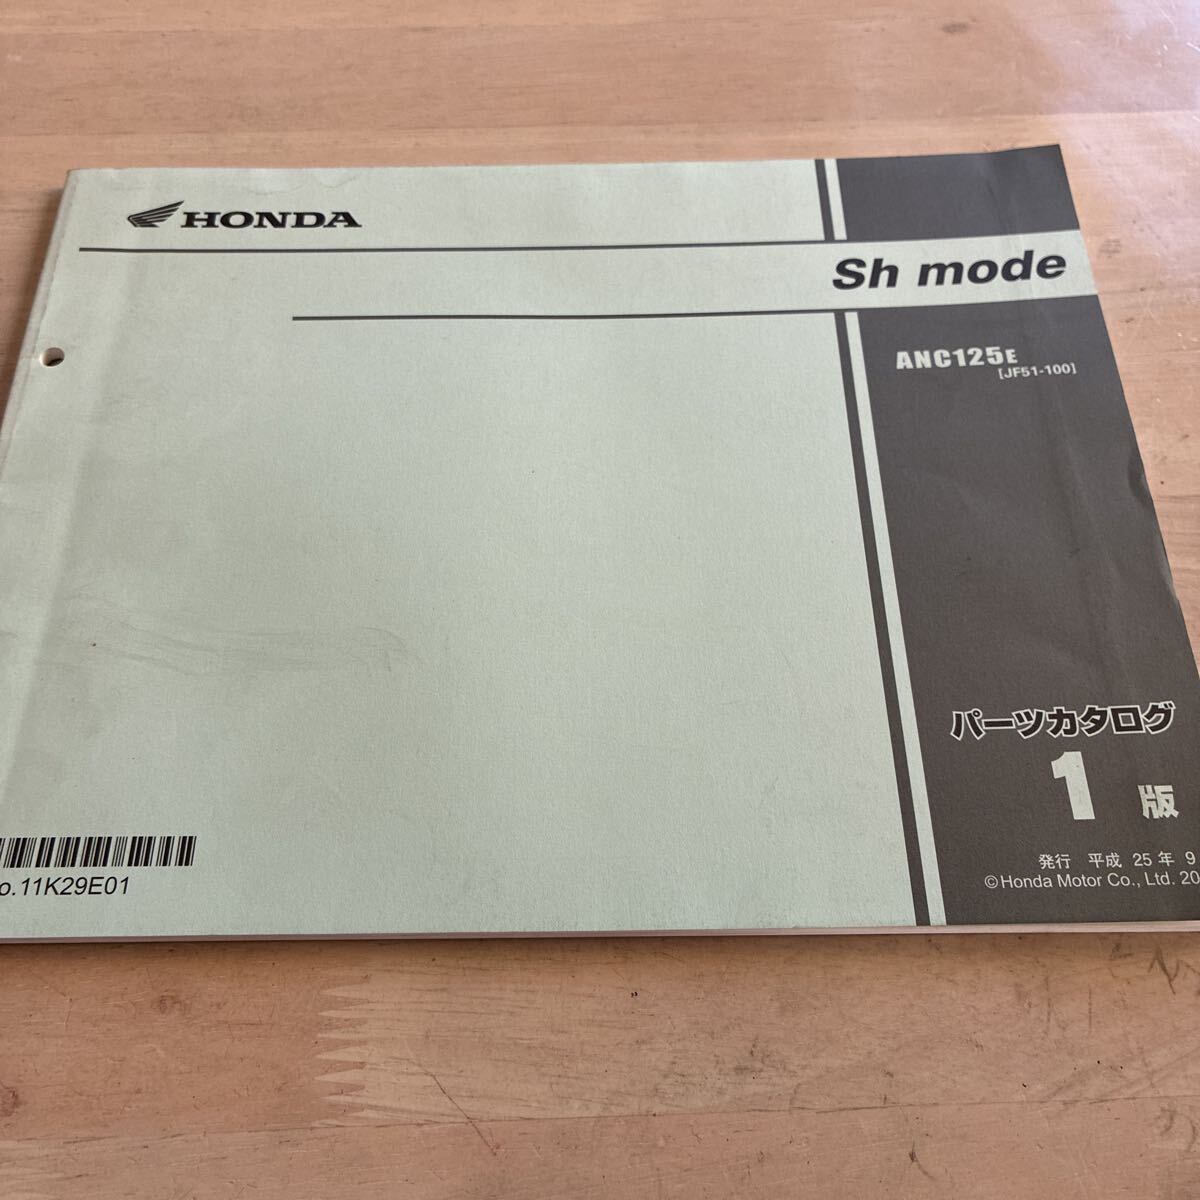 HONDA
Sh mode
ANC125E
[JF51-100]
パーツカタログ
1 版
発行 平成 25 年 9
©Honda Motor Co., Ltd. 20
o.11K29E01